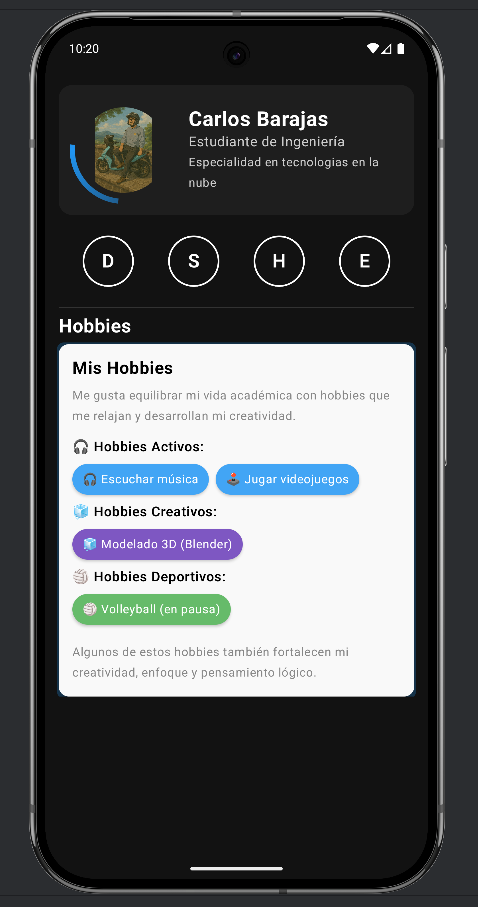 10:20
Carlos Barajas
Estudiante de Ingeniería
Especialidad en tecnologias en la
nube
D S H E
Hobbies
Mis Hobbies
Me gusta equilibrar mi vida académica con hobbies que
me relajan y desarrollan mi creatividad.
🎧 Hobbies Activos:
🎧 Escuchar música 🕹️ Jugar videojuegos
🧊 Hobbies Creativos:
🧊 Modelado 3D (Blender)
🏐 Hobbies Deportivos:
🏐 Volleyball (en pausa)
Algunos de estos hobbies también fortalecen mi
creatividad, enfoque y pensamiento lógico.